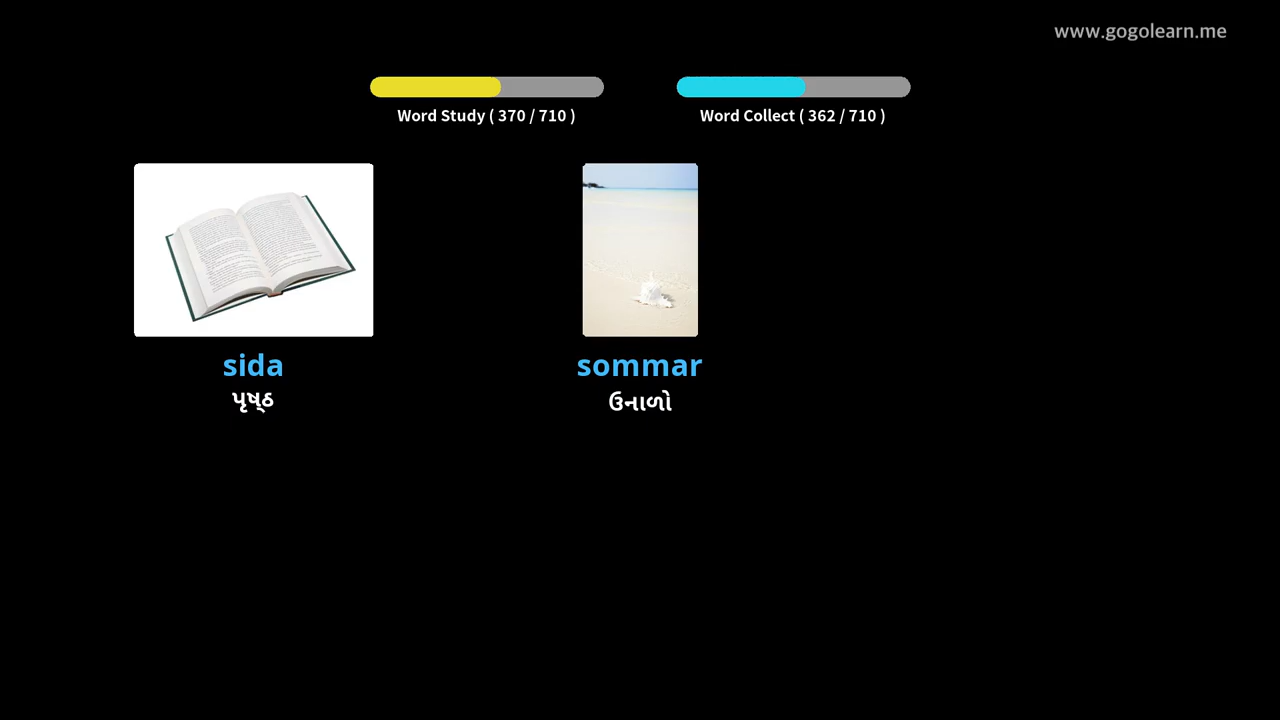 www.gogolearn.me
Word Study ( 370 / 710 )
Word Collect ( 362 / 710 )
sida
પૃષ્ઠ
sommar
ઉનાળો